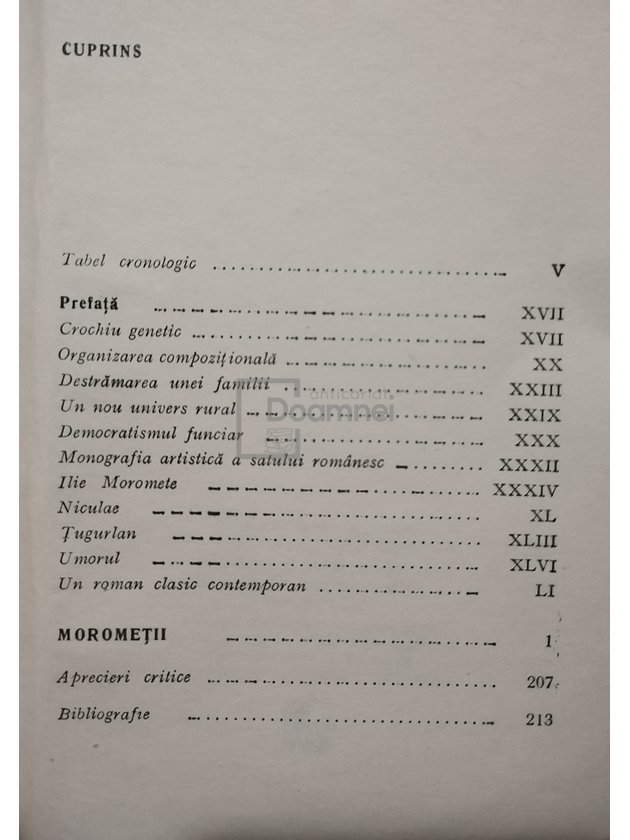 CUPRINS
Tabel cronologic V
Prefață XVII
Crochiu genetic XVII
Organizarea compozițională XX
Destrămarea unei familii XXIII
anticariat
Doamnei
Un nou univers rural XXIX
Democratismul funciar XXX
Monografia artistică a satului românesc XXXII
Ilie Moromete XXXIV
Niculae XL
Țugurlan XLIII
Umorul XLVI
Un roman clasic contemporan LI
MOROMEȚII 1
Aprecieri critice 207
Bibliografie 213